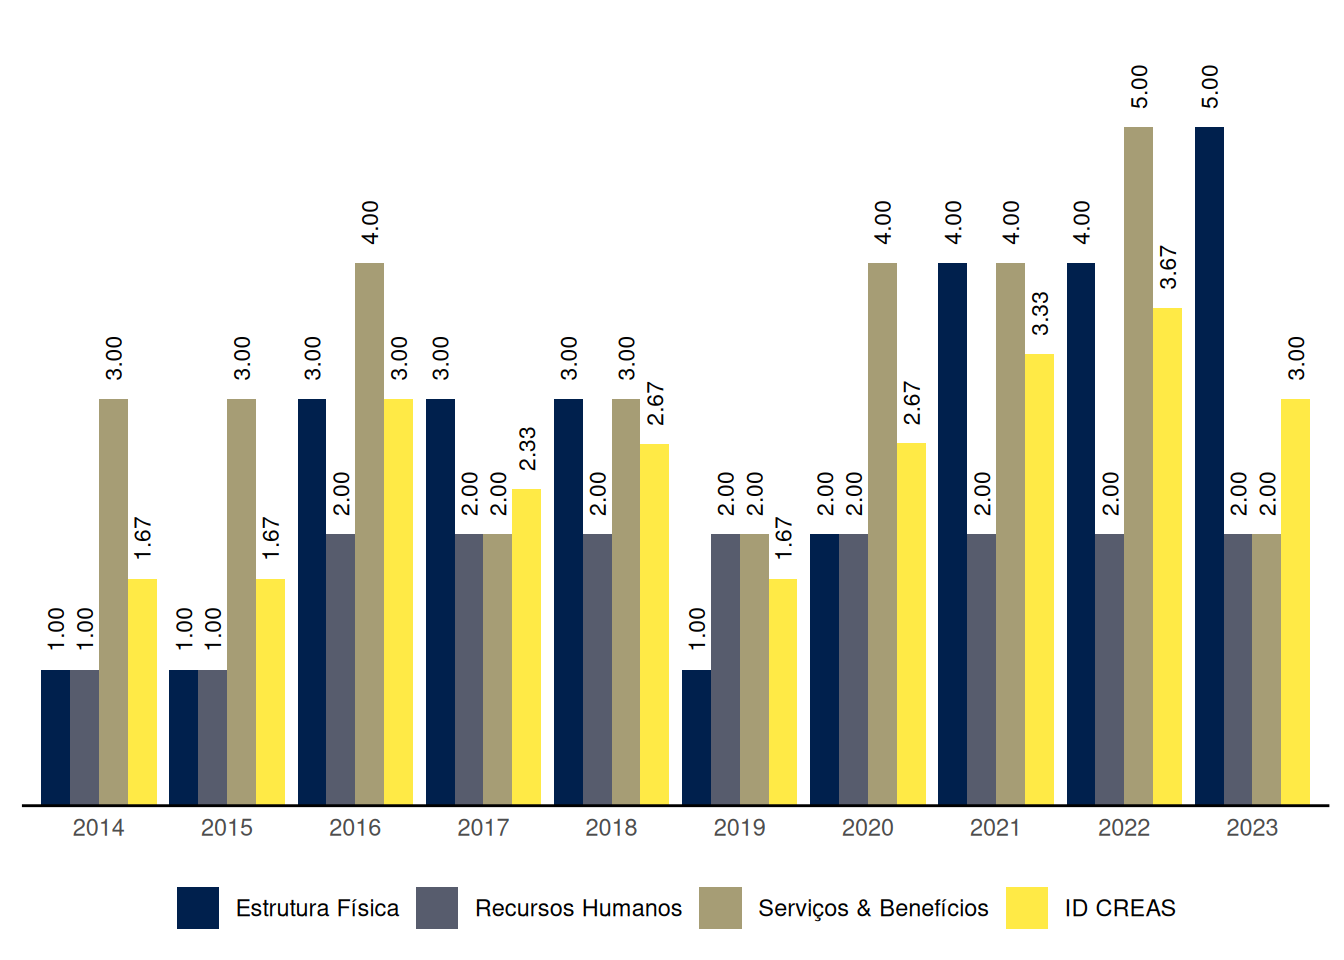 1.00 1.00 3.00 1.67
1.00 1.00 3.00 1.67
3.00 2.00 4.00 3.00
3.00 2.00 2.00 2.33
3.00 2.00 3.00 2.67
1.00 2.00 2.00 1.67
2.00 2.00 4.00 2.67
4.00 2.00 4.00 3.33
4.00 2.00 5.00 3.67
5.00 2.00 2.00 3.00
2014 2015 2016 2017 2018 2019 2020 2021 2022 2023
Estrutura Física Recursos Humanos Serviços & Benefícios ID CREAS